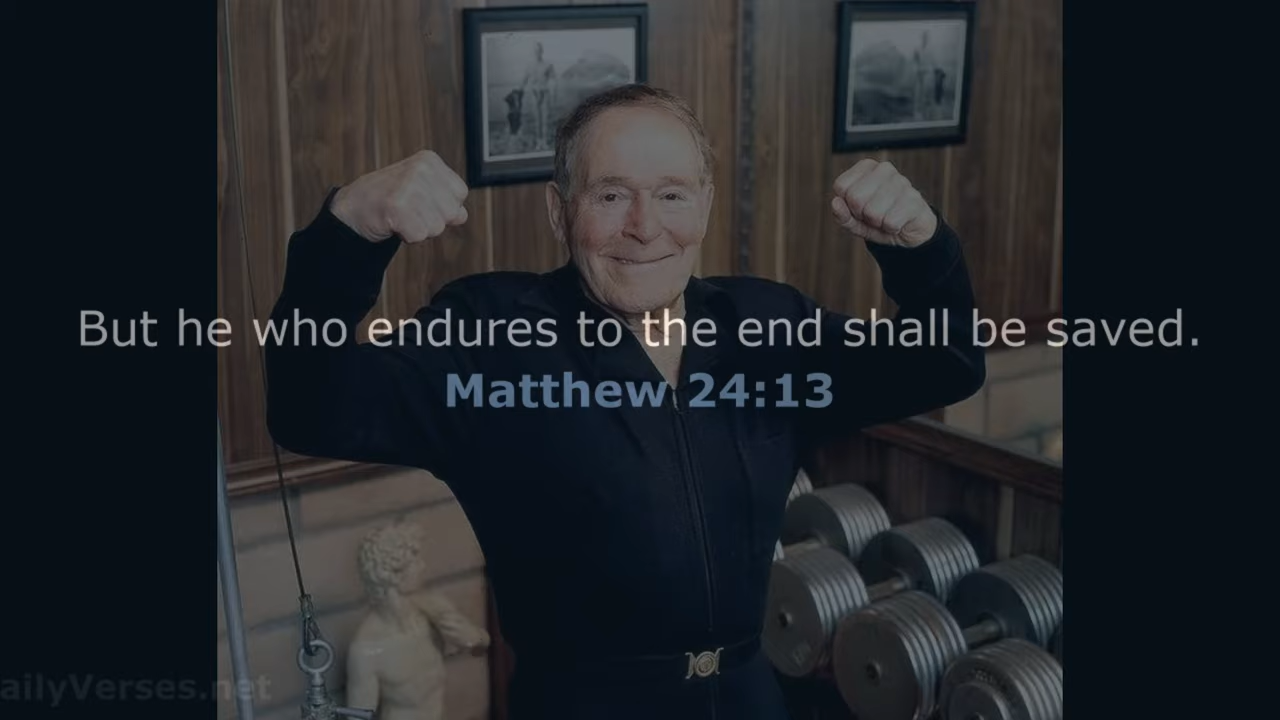 But he who endures to the end shall be saved.
Matthew 24:13
ailyVerses.net